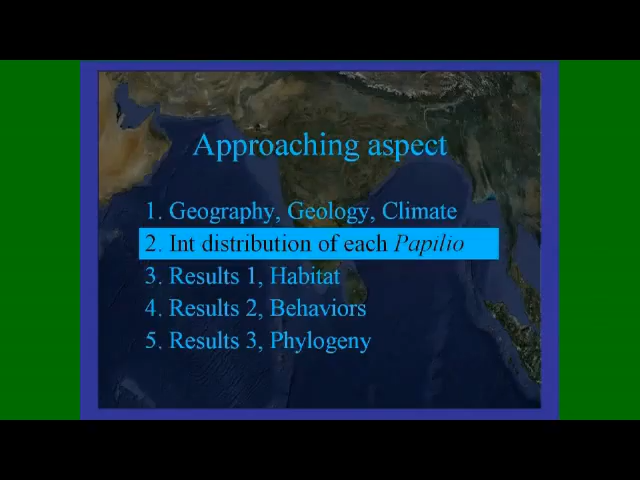 Approaching aspect
1. Geography, Geology, Climate
2. Int distribution of each Papilio
3. Results 1, Habitat
4. Results 2, Behaviors
5. Results 3, Phylogeny